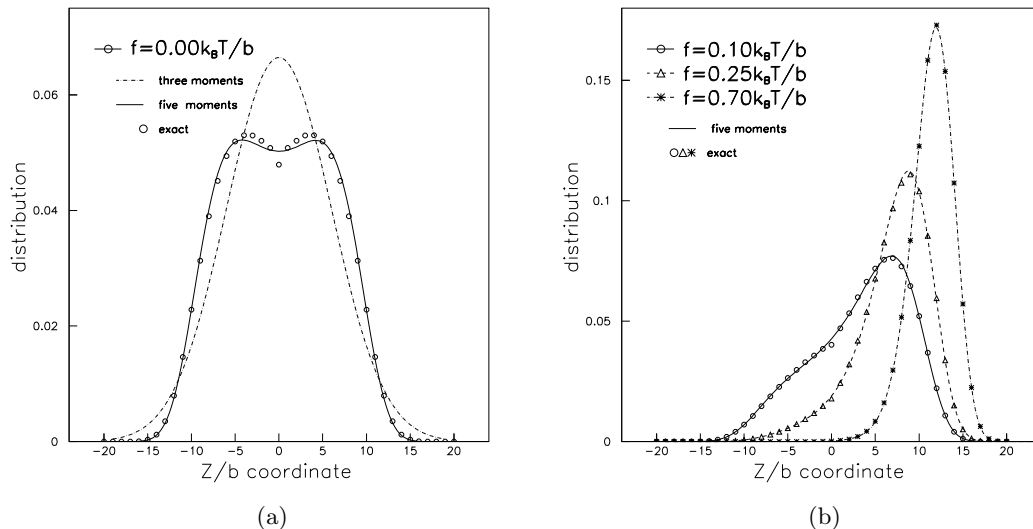 f=0.00k_BT/b
three moments
five moments
exact
distribution
0
0.02
0.04
0.06
−20 −15 −10 −5 0 5 10 15 20
Z/b coordinate
(a)
f=0.10k_BT/b
f=0.25k_BT/b
f=0.70k_BT/b
five moments
exact
distribution
0
0.05
0.1
0.15
−20 −15 −10 −5 0 5 10 15 20
Z/b coordinate
(b)